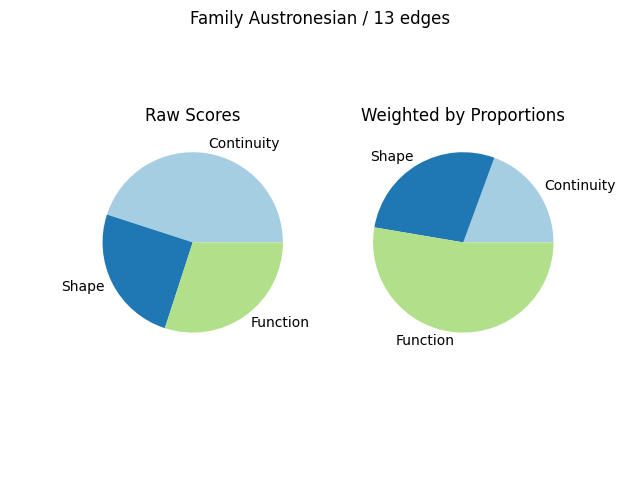 Family Austronesian / 13 edges
Raw Scores
Continuity
Shape
Function
Weighted by Proportions
Shape
Continuity
Function